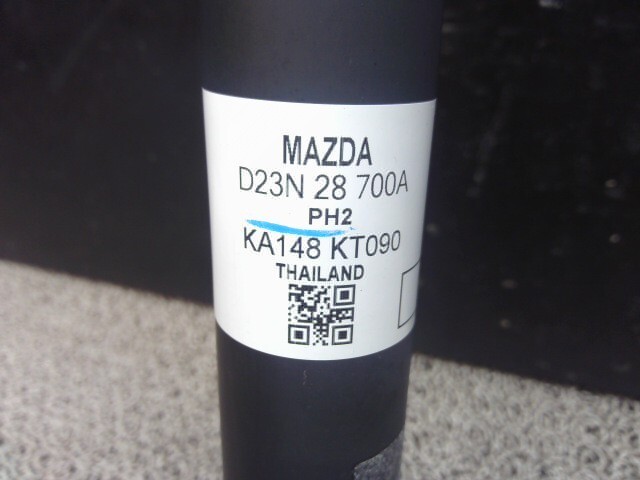 MAZDA
D23N 28 700A
PH2
KA148 KT090
THAILAND